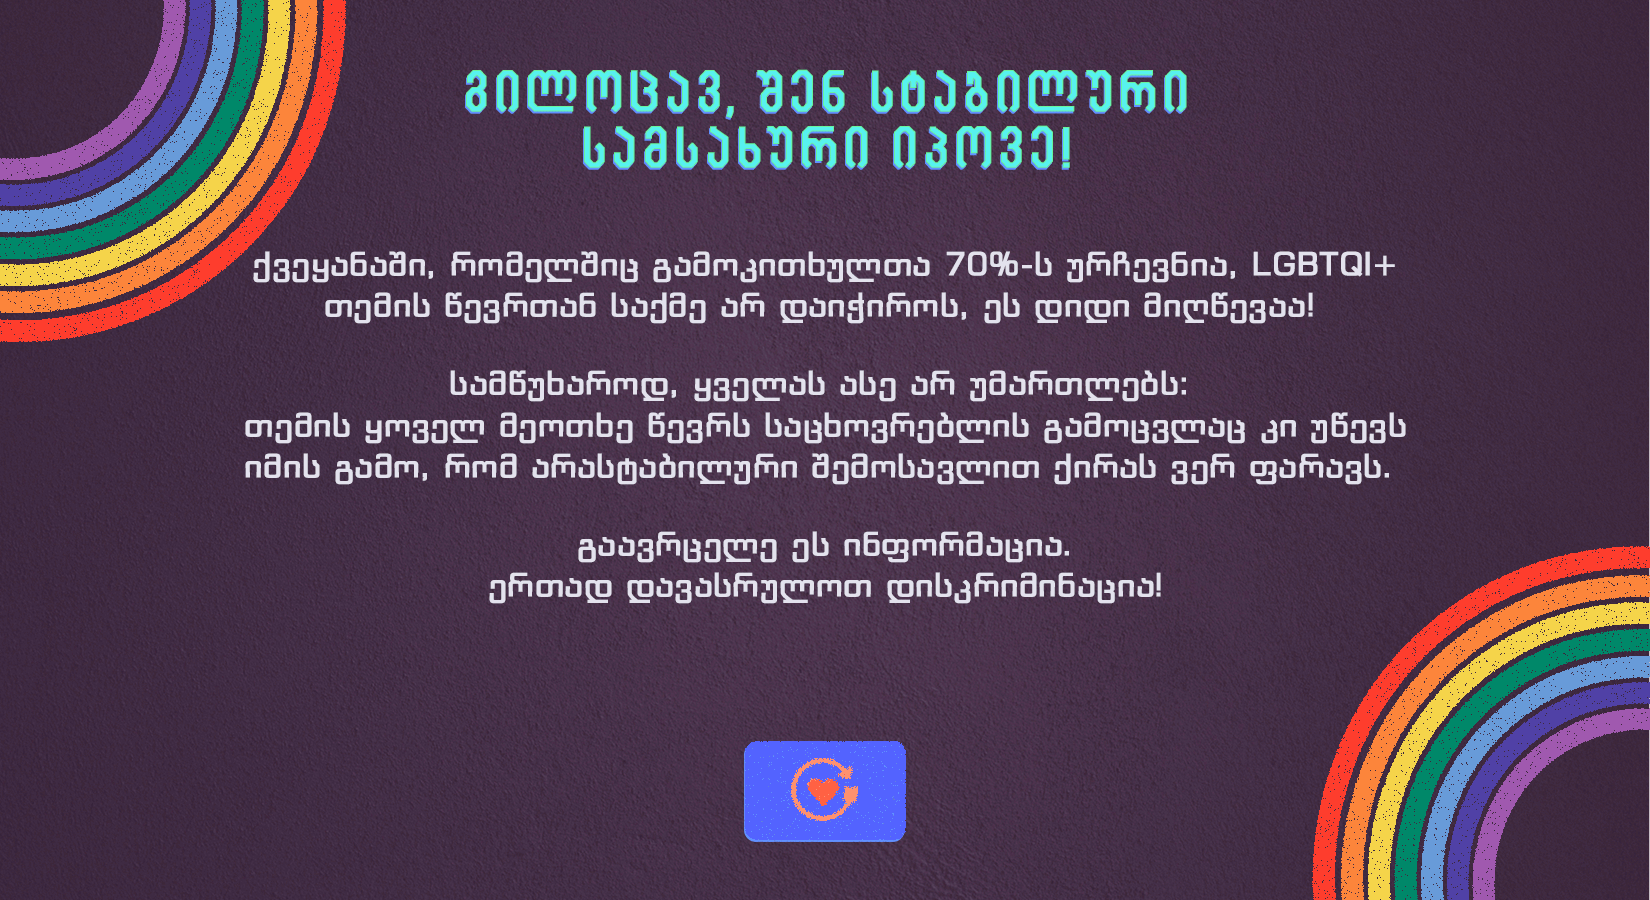 გილოცავ, შენ სტაბილური
სამსახური იპოვე!
ქვეყანაში, რომელშიც გამოკითხულთა 70%-ს ურჩევნია, LGBTQI+
თემის წევრთან საქმე არ დაიჭიროს, ეს დიდი მიღწევაა!
სამწუხაროდ, ყველას ასე არ უმართლებს:
თემის ყოველ მეოთხე წევრს საცხოვრებლის გამოცვლაც კი უწევს
იმის გამო, რომ არასტაბილური შემოსავლით ქირას ვერ ფარავს.
გაავრცელე ეს ინფორმაცია.
ერთად დავასრულოთ დისკრიმინაცია!